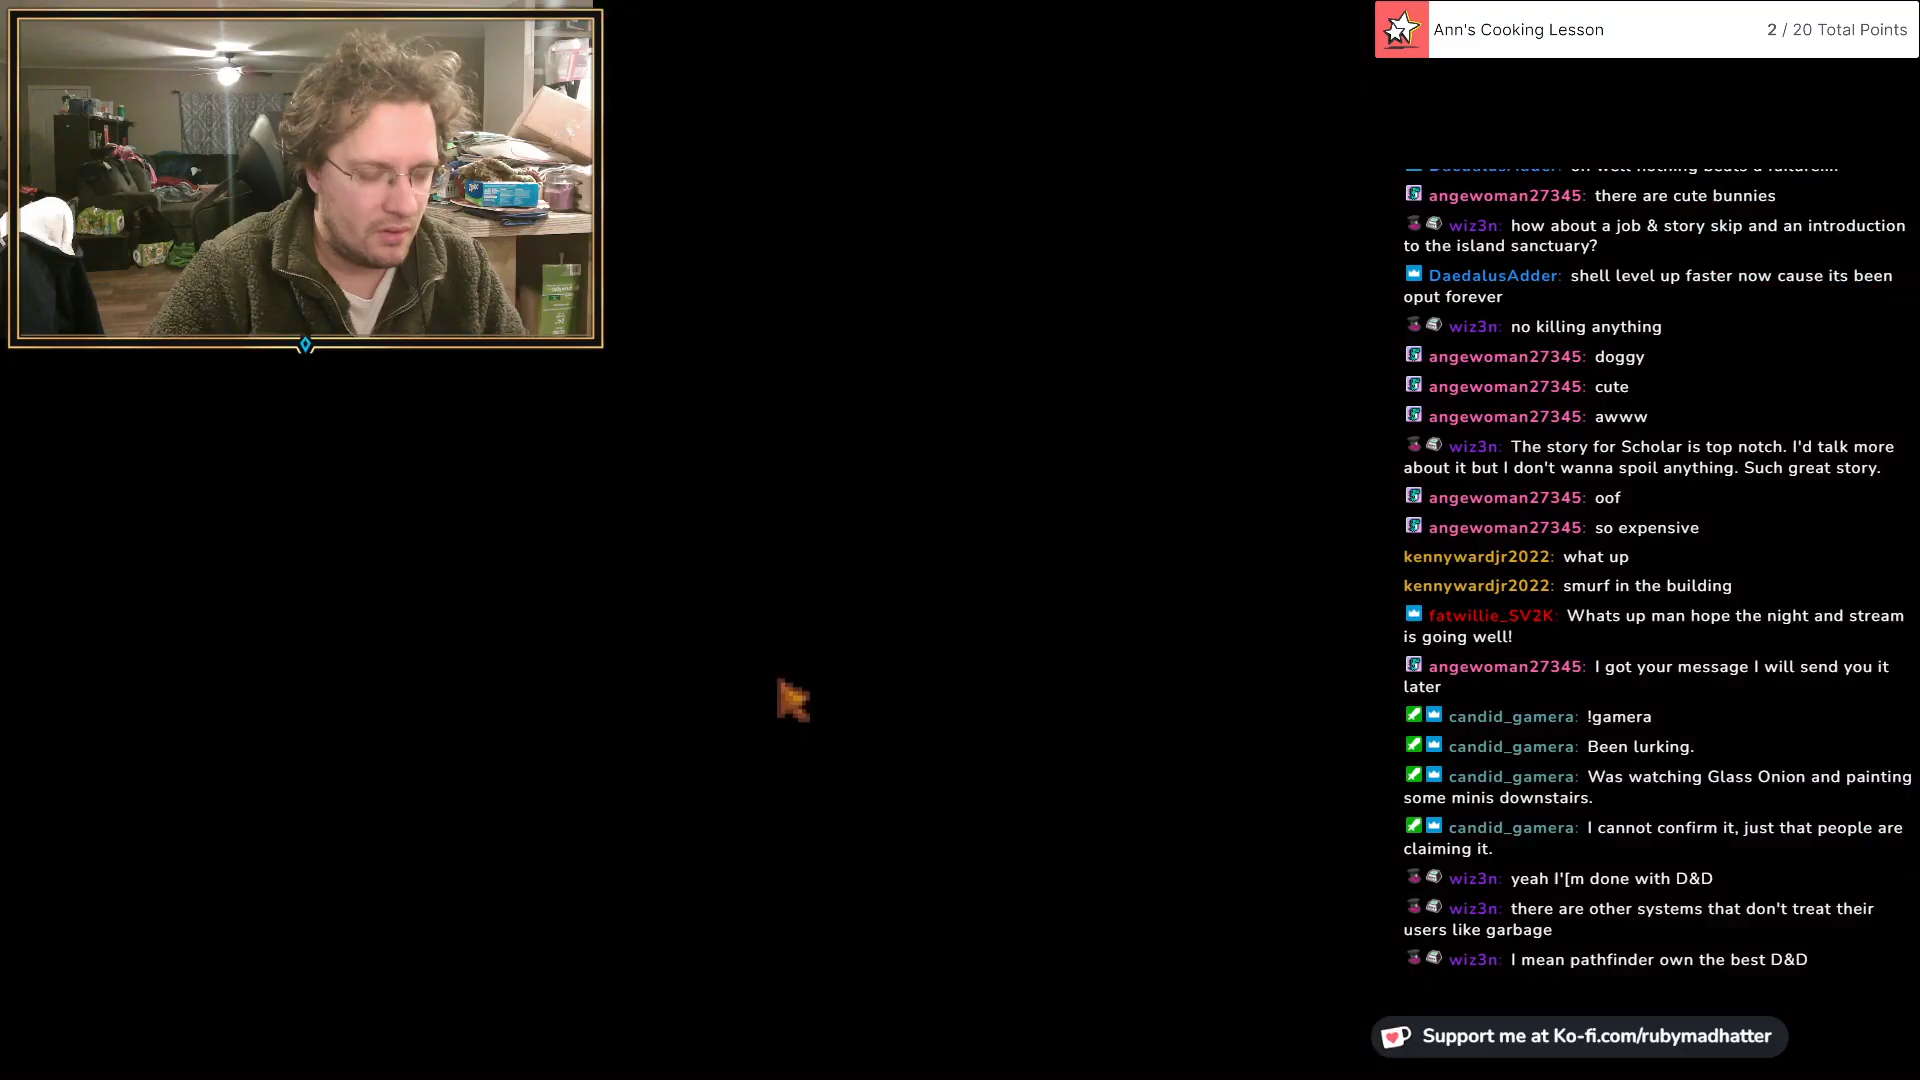 Ann's Cooking Lesson
2 / 20 Total Points
angewoman27345: there are cute bunnies
wiz3n: how about a job & story skip and an introduction
to the island sanctuary?
DaedalusAdder: shell level up faster now cause its been
oput forever
wiz3n: no killing anything
angewoman27345: doggy
angewoman27345: cute
angewoman27345: awww
wiz3n: The story for Scholar is top notch. I'd talk more
about it but I don't wanna spoil anything. Such great story.
angewoman27345: oof
angewoman27345: so expensive
kennywardjr2022: what up
kennywardjr2022: smurf in the building
fatwillie_SV2K: Whats up man hope the night and stream
is going well!
angewoman27345: I got your message I will send you it
later
candid_gamera: !gamera
candid_gamera: Been lurking.
candid_gamera: Was watching Glass Onion and painting
some minis downstairs.
candid_gamera: I cannot confirm it, just that people are
claiming it.
wiz3n: yeah I'[m done with D&D
wiz3n: there are other systems that don't treat their
users like garbage
wiz3n: I mean pathfinder own the best D&D
Support me at Ko-fi.com/rubymadhatter